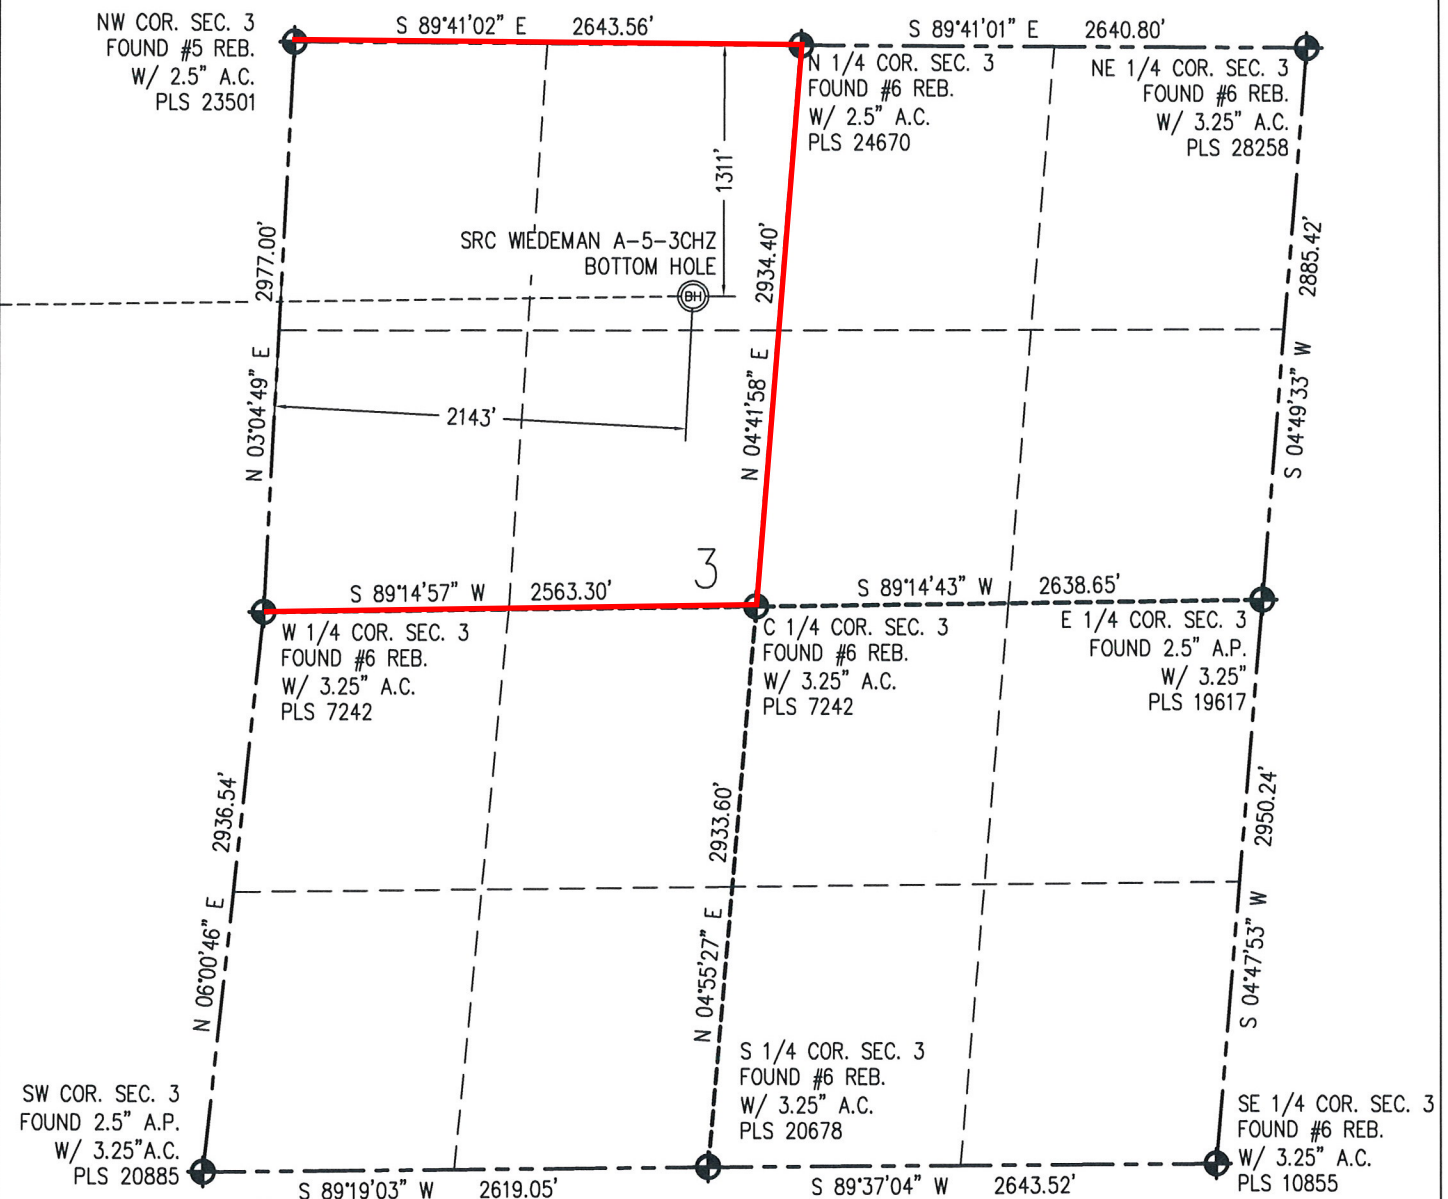 NW COR. SEC. 3
FOUND #5 REB.
W/ 2.5" A.C.
PLS 23501
S 89°41'02" E 2643.56'
S 89°41'01" E 2640.80'
N 1/4 COR. SEC. 3
FOUND #6 REB.
W/ 2.5" A.C.
PLS 24670
NE 1/4 COR. SEC. 3
FOUND #6 REB.
W/ 3.25" A.C.
PLS 28258
1311'
SRC WIEDEMAN A-5-3CHZ
BOTTOM HOLE
BH
2143'
N 03°04'49" E 2977.00'
N 04°41'58" E 2934.40'
S 04°49'33" W 2885.42'
3
S 89°14'57" W 2563.30'
S 89°14'43" W 2638.65'
W 1/4 COR. SEC. 3
FOUND #6 REB.
W/ 3.25" A.C.
PLS 7242
C 1/4 COR. SEC. 3
FOUND #6 REB.
W/ 3.25" A.C.
PLS 7242
E 1/4 COR. SEC. 3
FOUND 2.5" A.P.
W/ 3.25"
PLS 19617
N 06°00'46" E 2936.54'
N 04°55'27" E 2933.60'
S 04°47'53" W 2950.24'
SW COR. SEC. 3
FOUND 2.5" A.P.
W/ 3.25"A.C.
PLS 20885
S 1/4 COR. SEC. 3
FOUND #6 REB.
W/ 3.25" A.C.
PLS 20678
SE 1/4 COR. SEC. 3
FOUND #6 REB.
W/ 3.25" A.C.
PLS 10855
S 89°19'03" W 2619.05'
S 89°37'04" W 2643.52'